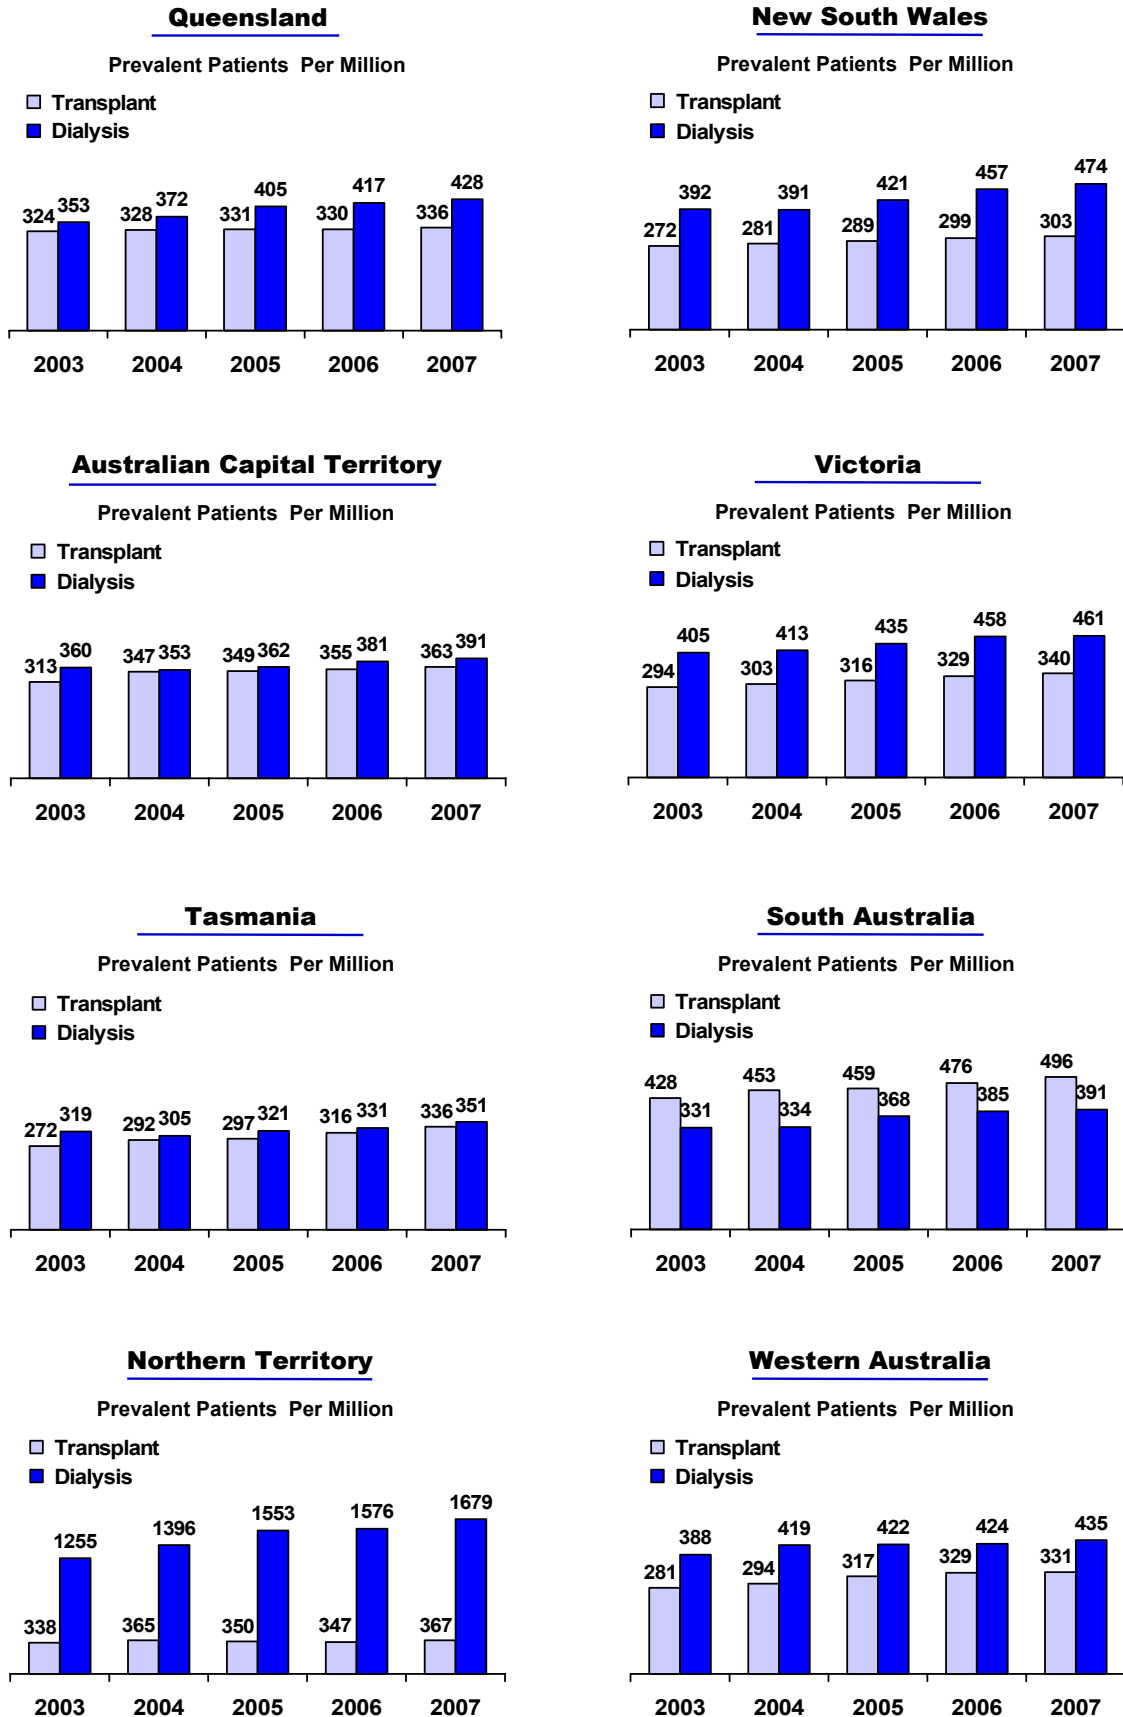 Queensland
Prevalent Patients Per Million
Transplant
Dialysis
324 353 328 372 331 405 330 417 336 428
2003 2004 2005 2006 2007
New South Wales
Prevalent Patients Per Million
Transplant
Dialysis
272 392 281 391 289 421 299 457 303 474
2003 2004 2005 2006 2007
Australian Capital Territory
Prevalent Patients Per Million
Transplant
Dialysis
313 360 347 353 349 362 355 381 363 391
2003 2004 2005 2006 2007
Victoria
Prevalent Patients Per Million
Transplant
Dialysis
294 405 303 413 316 435 329 458 340 461
2003 2004 2005 2006 2007
Tasmania
Prevalent Patients Per Million
Transplant
Dialysis
272 319 292 305 297 321 316 331 336 351
2003 2004 2005 2006 2007
South Australia
Prevalent Patients Per Million
Transplant
Dialysis
428 331 453 334 459 368 476 385 496 391
2003 2004 2005 2006 2007
Northern Territory
Prevalent Patients Per Million
Transplant
Dialysis
338 1255 365 1396 350 1553 347 1576 367 1679
2003 2004 2005 2006 2007
Western Australia
Prevalent Patients Per Million
Transplant
Dialysis
281 388 294 419 317 422 329 424 331 435
2003 2004 2005 2006 2007